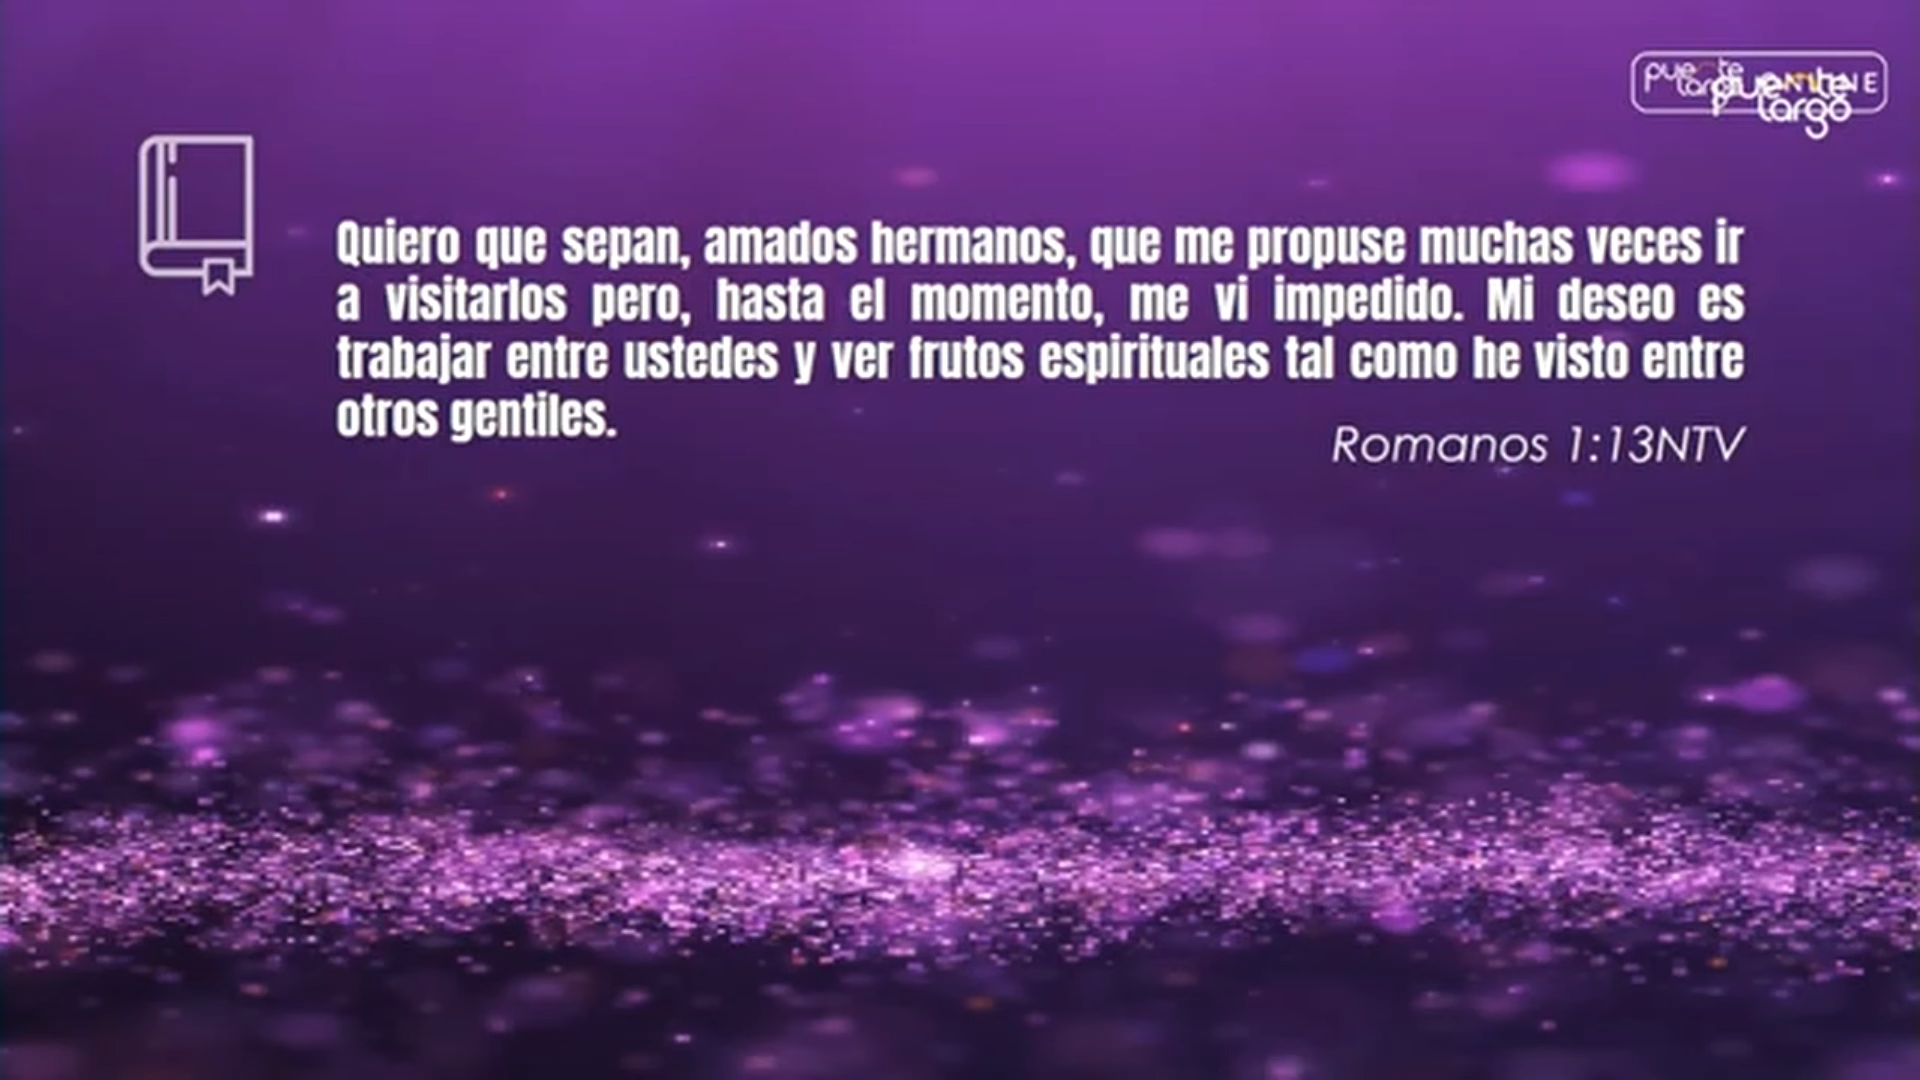 puente
largo
Quiero que sepan, amados hermanos, que me propuse muchas veces ir
a visitarlos pero, hasta el momento, me vi impedido. Mi deseo es
trabajar entre ustedes y ver frutos espirituales tal como he visto entre
otros gentiles.
Romanos 1:13NTV